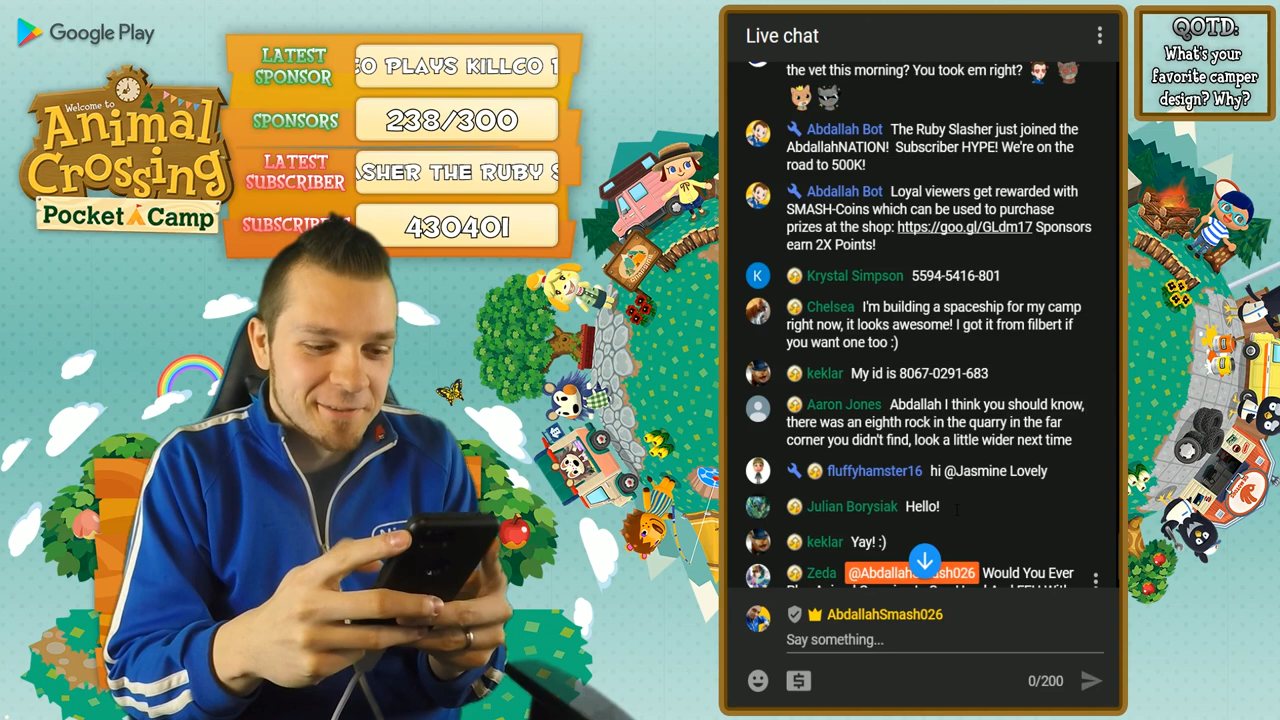 Google Play
Welcome to
Animal
Crossing
Pocket Camp
LATEST
SPONSOR
O PLAYS KILLGO 1
SPONSORS
238/300
LATEST
SUBSCRIBER
SHER THE RUBY S
430401
Live chat
the vet this morning? You took em right?
Abdallah Bot The Ruby Slasher just joined the
AbdallahNATION! Subscriber HYPE! We're on the
road to 500K!
Abdallah Bot Loyal viewers get rewarded with
SMASH-Coins which can be used to purchase
prizes at the shop: https://goo.gl/GLdm17 Sponsors
earn 2X Points!
K Krystal Simpson 5594-5416-801
Chelsea I'm building a spaceship for my camp
right now, it looks awesome! I got it from filbert if
you want one too :)
keklar My id is 8067-0291-683
Aaron Jones Abdallah I think you should know,
there was an eighth rock in the quarry in the far
corner you didn't find, look a little wider next time
fluffyhamster16 hi @Jasmine Lovely
Julian Borysiak Hello!
keklar Yay! :)
Zeda Would You Ever
AbdallahSmash026
Say something...
0/200
QOTD:
What's your
favorite camper
design? Why?